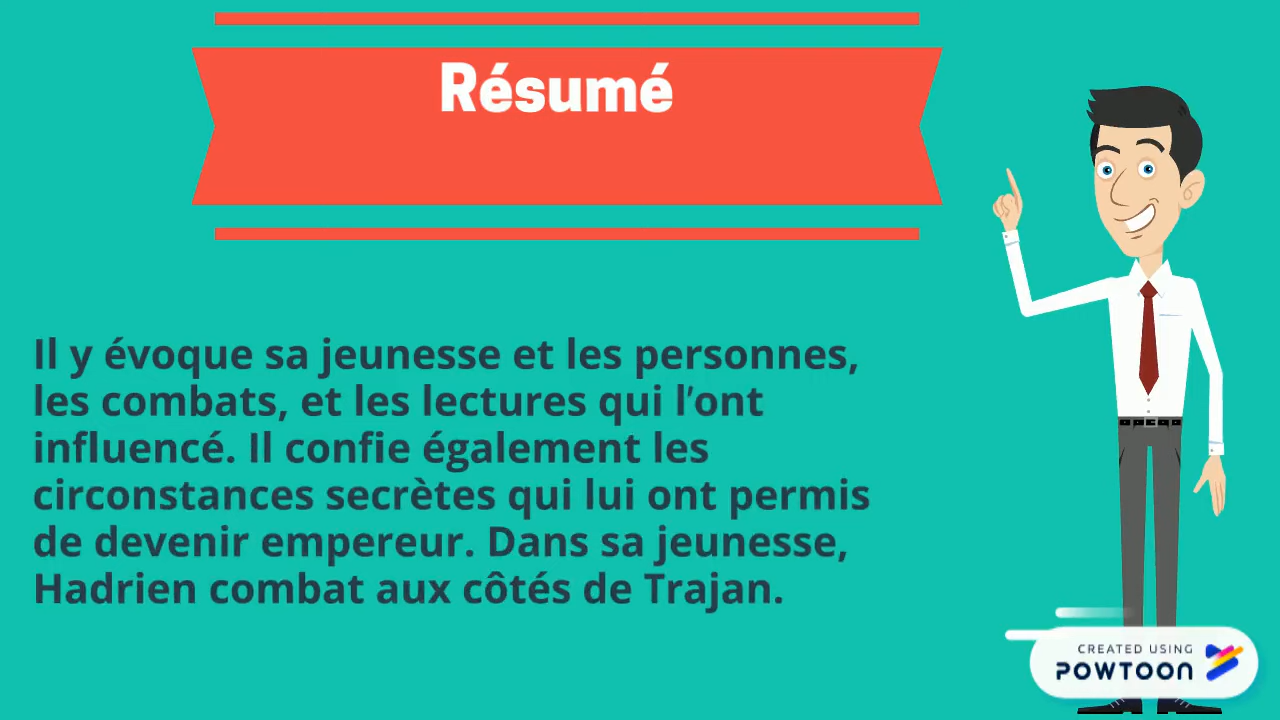 Résumé
Il y évoque sa jeunesse et les personnes,
les combats, et les lectures qui l'ont
influencé. Il confie également les
circonstances secrètes qui lui ont permis
de devenir empereur. Dans sa jeunesse,
Hadrien combat aux côtés de Trajan.
CREATED USING
POWTOON